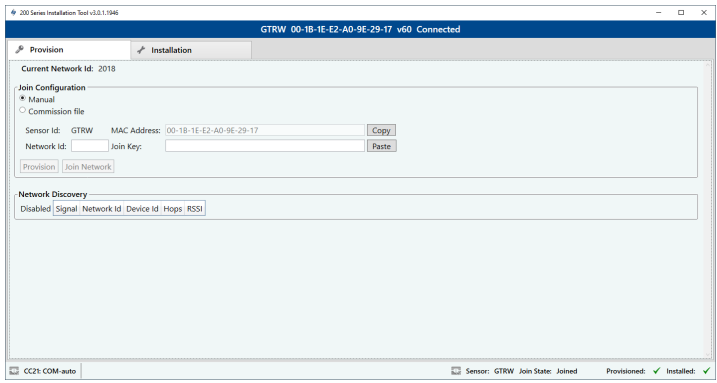 200 Series Installation Tool v3.0.1.1946
GTRW 00-1B-1E-E2-A0-9E-29-17 v60 Connected
Provision Installation
Current Network Id: 2018
Join Configuration
Manual
Commission file
Sensor Id: GTRW MAC Address: 00-1B-1E-E2-A0-9E-29-17 Copy
Network Id: Join Key: Paste
Provision Join Network
Network Discovery
Disabled Signal Network Id Device Id Hops RSSI
CC21: COM-auto Sensor: GTRW Join State: Joined Provisioned: ✓ Installed: ✓